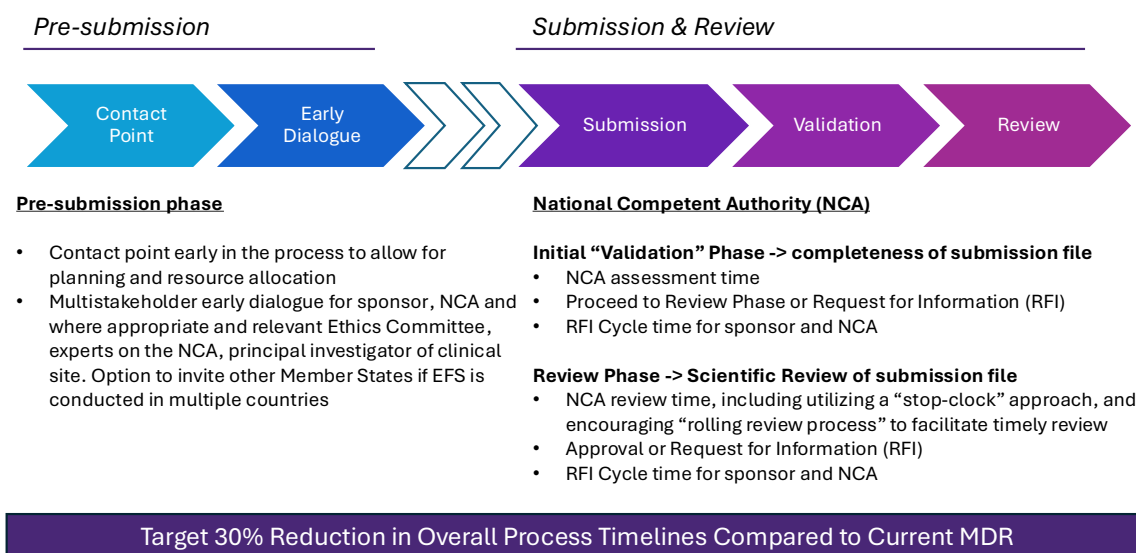 Pre-submission
Submission & Review
Contact
Point
Early
Dialogue
Submission
Validation
Review
Pre-submission phase
• Contact point early in the process to allow for
planning and resource allocation
• Multistakeholder early dialogue for sponsor, NCA and
where appropriate and relevant Ethics Committee,
experts on the NCA, principal investigator of clinical
site. Option to invite other Member States if EFS is
conducted in multiple countries
National Competent Authority (NCA)
Initial “Validation” Phase -> completeness of submission file
• NCA assessment time
• Proceed to Review Phase or Request for Information (RFI)
• RFI Cycle time for sponsor and NCA
Review Phase -> Scientific Review of submission file
• NCA review time, including utilizing a “stop-clock” approach, and
encouraging “rolling review process” to facilitate timely review
• Approval or Request for Information (RFI)
• RFI Cycle time for sponsor and NCA
Target 30% Reduction in Overall Process Timelines Compared to Current MDR